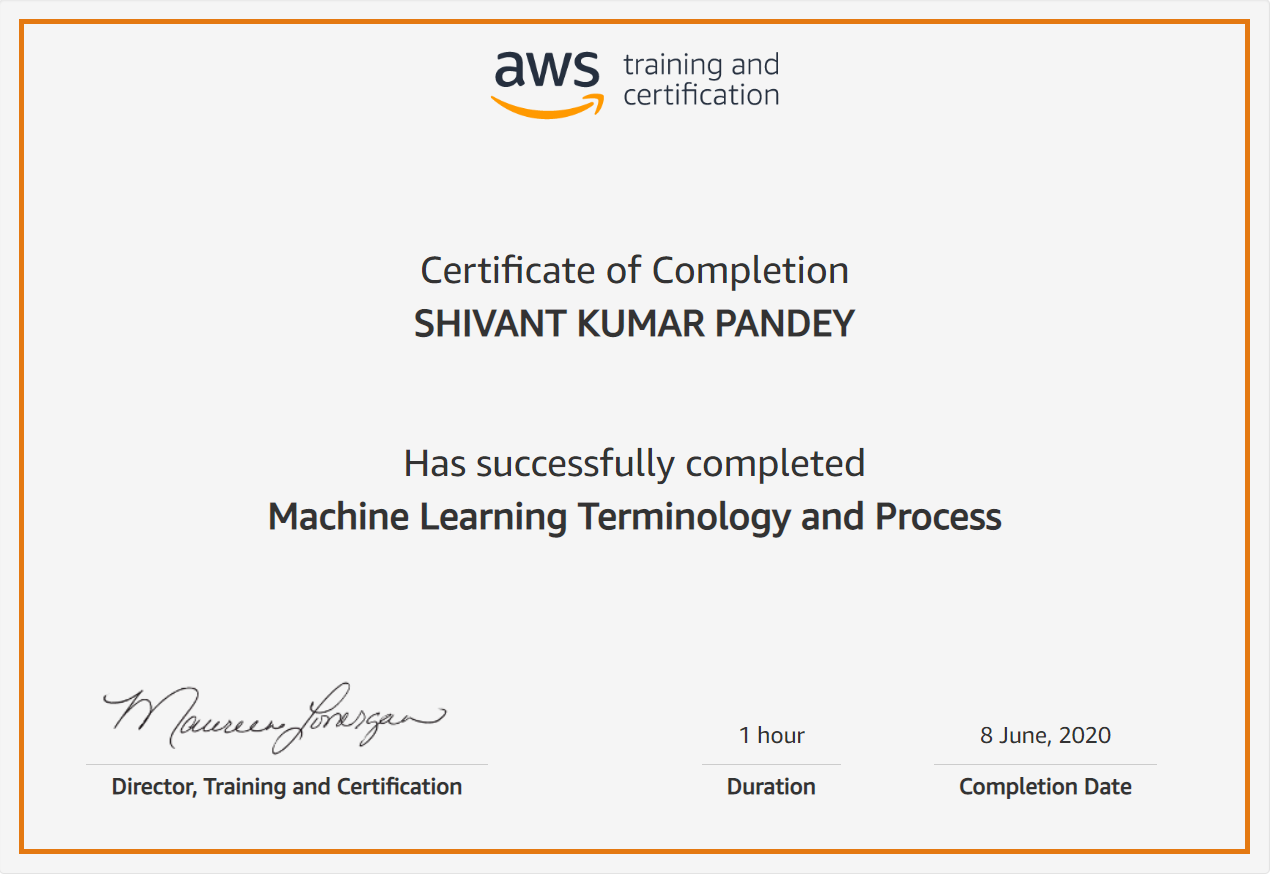 aws training and
certification
Certificate of Completion
SHIVANT KUMAR PANDEY
Has successfully completed
Machine Learning Terminology and Process
Maureen Lonergan
1 hour
8 June, 2020
Director, Training and Certification
Duration
Completion Date